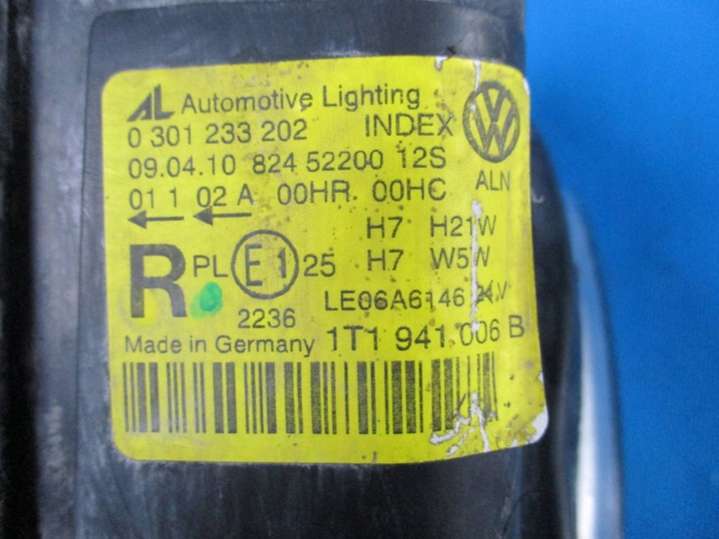 AL Automotive Lighting
0 301 233 202 INDEX
09.04.10 824 52200 12S
01 1 02 A 00HR 00HC ALN
H7 H21W
R PL E1 25 H7 W5W
2236 LE06A6146
Made in Germany 1T1 941 006 B